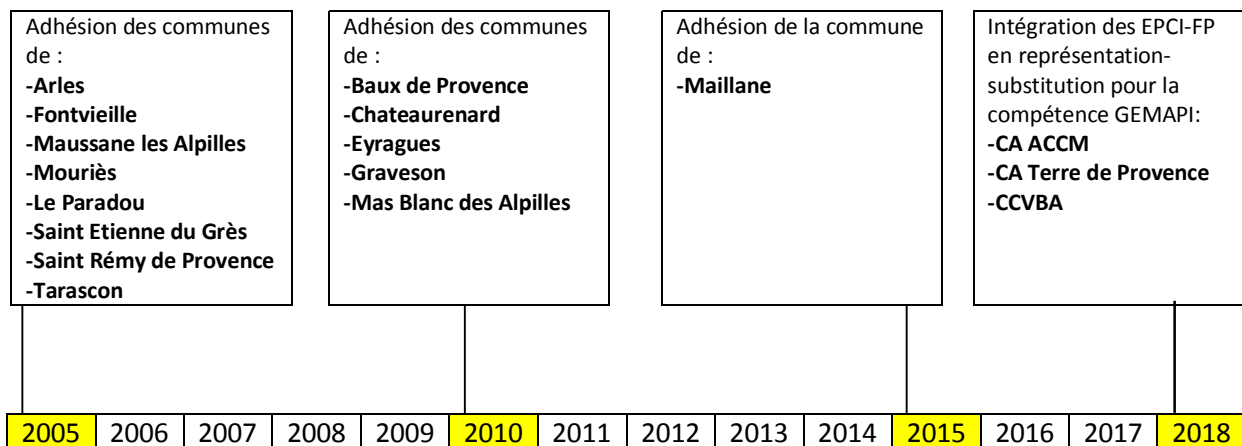 Adhésion des communes
de :
-Arles
-Fontvieille
-Maussane les Alpilles
-Mouriès
-Le Paradou
-Saint Etienne du Grès
-Saint Rémy de Provence
-Tarascon
Adhésion des communes
de :
-Baux de Provence
-Chateaurenard
-Eyragues
-Graveson
-Mas Blanc des Alpilles
Adhésion de la commune
de :
-Maillane
Intégration des EPCI-FP
en représentation-
substitution pour la
compétence GEMAPI:
-CA ACCM
-CA Terre de Provence
-CCVBA
2005 2006 2007 2008 2009 2010 2011 2012 2013 2014 2015 2016 2017 2018